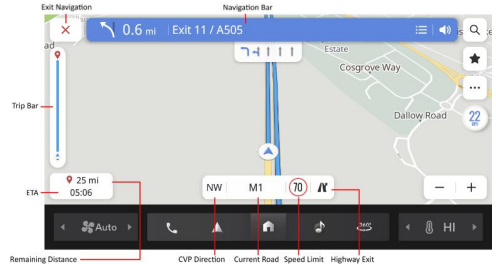 Exit Navigation
Navigation Bar
0.6 mi
Exit 11 / A505
Estate
Cosgrove Way
Dallow Road
22
Trip Bar
25 mi
ETA
05:06
NW
M1
70
Auto
360°
HI
Remaining Distance
CVP Direction
Current Road
Speed Limit
Highway Exit